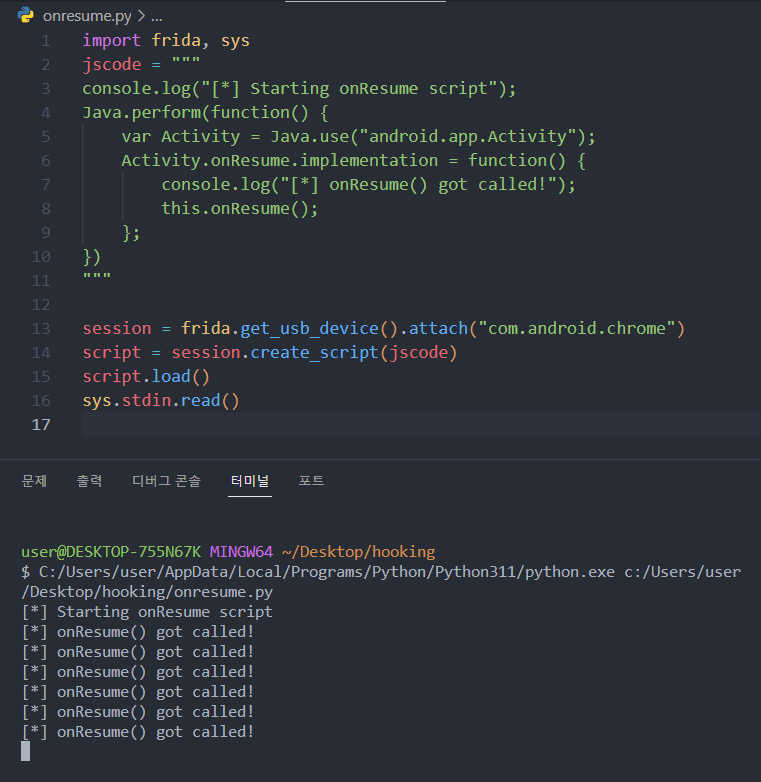 onresume.py > ...
1 import frida, sys
2 jscode = """
3 console.log("[*] Starting onResume script");
4 Java.perform(function() {
5     var Activity = Java.use("android.app.Activity");
6     Activity.onResume.implementation = function() {
7         console.log("[*] onResume() got called!");
8         this.onResume();
9     };
10 })
11 """
12
13 session = frida.get_usb_device().attach("com.android.chrome")
14 script = session.create_script(jscode)
15 script.load()
16 sys.stdin.read()
17
문제 출력 디버그 콘솔 터미널 포트
user@DESKTOP-755N67K MINGW64 ~/Desktop/hooking
$ C:/Users/user/AppData/Local/Programs/Python/Python311/python.exe c:/Users/user
/Desktop/hooking/onresume.py
[*] Starting onResume script
[*] onResume() got called!
[*] onResume() got called!
[*] onResume() got called!
[*] onResume() got called!
[*] onResume() got called!
[*] onResume() got called!